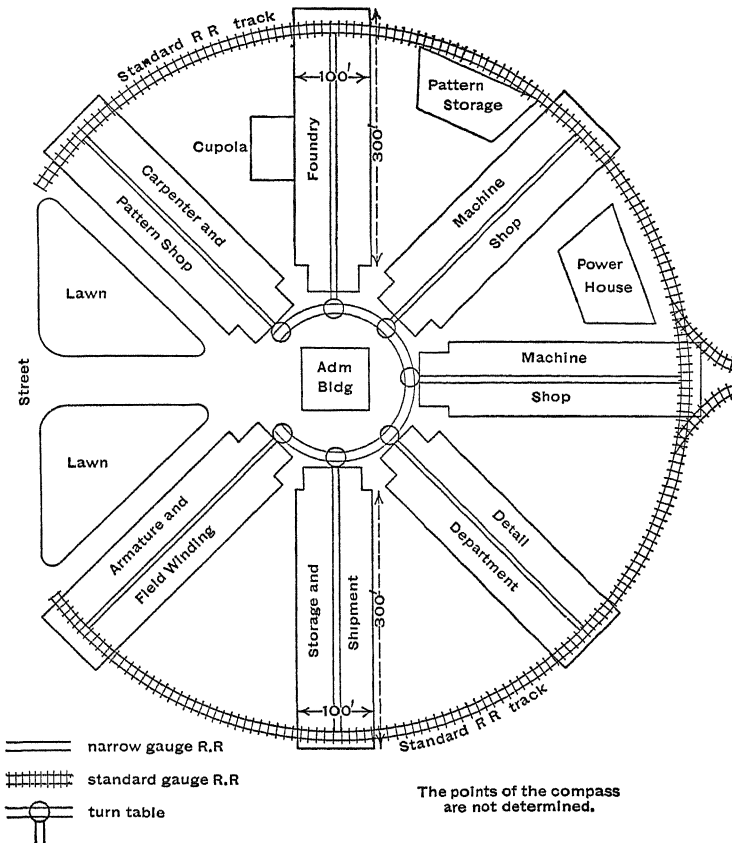 Standard R R track
100'
300'
Foundry
Cupola
Pattern
Storage
Carpenter and
Pattern Shop
Machine
Shop
Power
House
Lawn
Street
Adm
Bldg
Machine
Shop
Lawn
Armature and
Field Winding
Storage and
Shipment
300'
100'
Detail
Department
Standard R R track
narrow gauge R.R
standard gauge R.R
turn table
The points of the compass
are not determined.